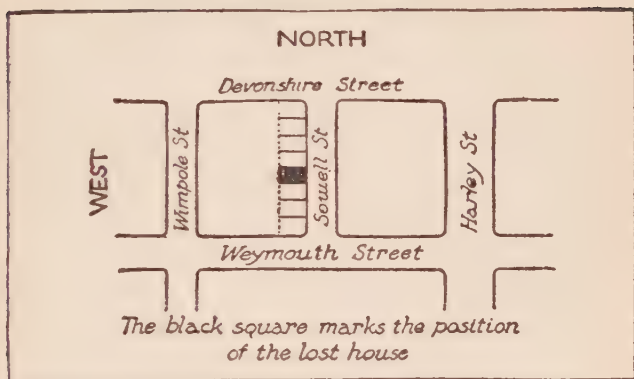 NORTH
Devonshire Street
WEST
Wimpole St
Sowell St
Harley St
Weymouth Street
The black square marks the position
of the lost house